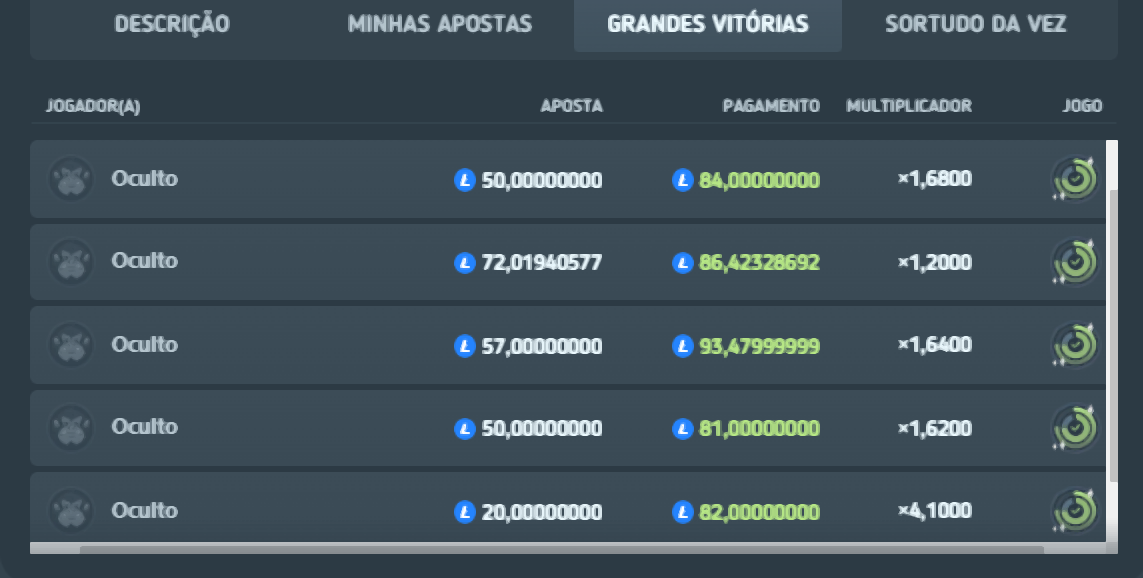 DESCRIÇÃO MINHAS APOSTAS GRANDES VITÓRIAS SORTUDO DA VEZ
JOGADOR(A) APOSTA PAGAMENTO MULTIPLICADOR JOGO
Oculto 50,00000000 84,00000000 ×1,6800
Oculto 72,01940577 86,42328692 ×1,2000
Oculto 57,00000000 93,47999999 ×1,6400
Oculto 50,00000000 81,00000000 ×1,6200
Oculto 20,00000000 82,00000000 ×4,1000